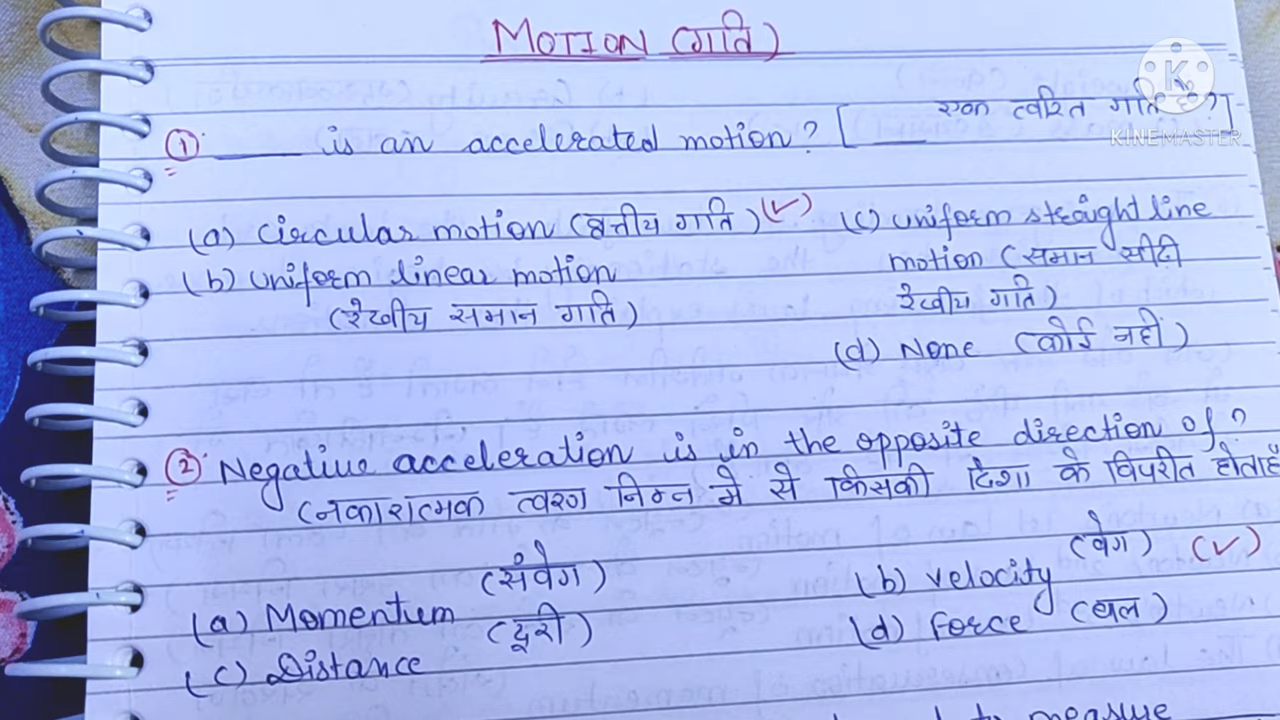 MOTION (गति)
① ____ is an accelerated motion? [ ____ एक त्वरित गति है?]
(a) circular motion (वृत्तीय गति) (✓)
(b) uniform linear motion
(रेखीय समान गति)
(c) uniform straight line
motion (समान सीदी
रेखीय गति)
(d) None (कोई नहीं)
② Negative acceleration is in the opposite direction of?
(नकारात्मक त्वरण निम्न में से किसकी दिशा के विपरीत होता है
(a) Momentum (संवेग)
(b) velocity (वेग) (✓)
(c) Distance (दूरी)
(d) Force (बल)
to measure
K
KINEMASTER